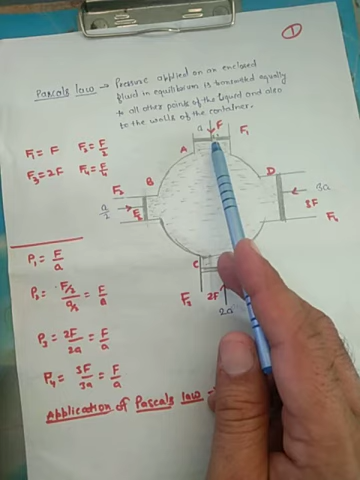 1
Pascals law → Pressure applied on an enclosed
fluid in equilibrium is transmitted equally
to all other points of the liquid and also
to the walls of the container.
F₁ = F F₂ = F/2
F₃ = 2F
a F F₁
A
B
D
F₂
a/2
3a
3F
F₄
P₁ = F/a
P₂ = F/2 / a/2 = F/a
C
F₃ 2F
2a
P₃ = 2F/2a = F/a
P₄ = 3F/3a = F/a
Application of Pascals law →